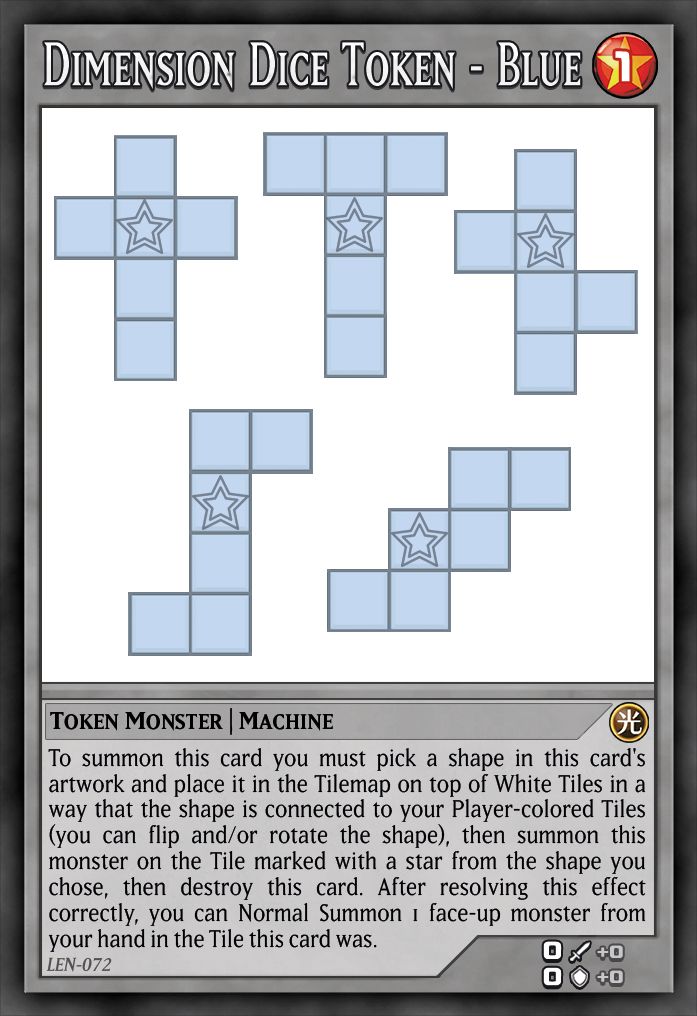 DIMENSION DICE TOKEN - BLUE
1
TOKEN MONSTER | MACHINE
光
To summon this card you must pick a shape in this card's
artwork and place it in the Tilemap on top of White Tiles in a
way that the shape is connected to your Player-colored Tiles
(you can flip and/or rotate the shape), then summon this
monster on the Tile marked with a star from the shape you
chose, then destroy this card. After resolving this effect
correctly, you can Normal Summon 1 face-up monster from
your hand in the Tile this card was.
LEN-072
0 +0
0 +0